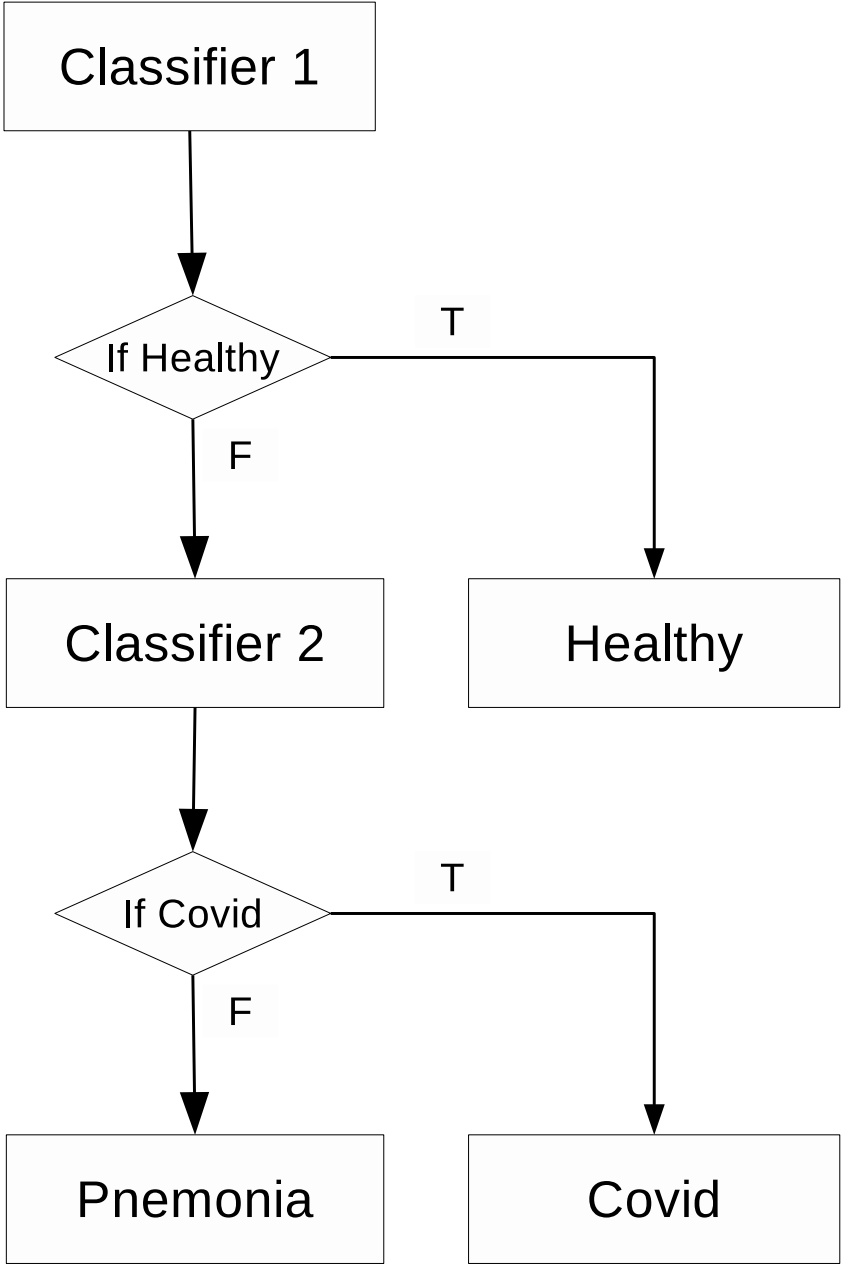 Classifier 1
If Healthy
T
F
Classifier 2
Healthy
If Covid
T
F
Pnemonia
Covid